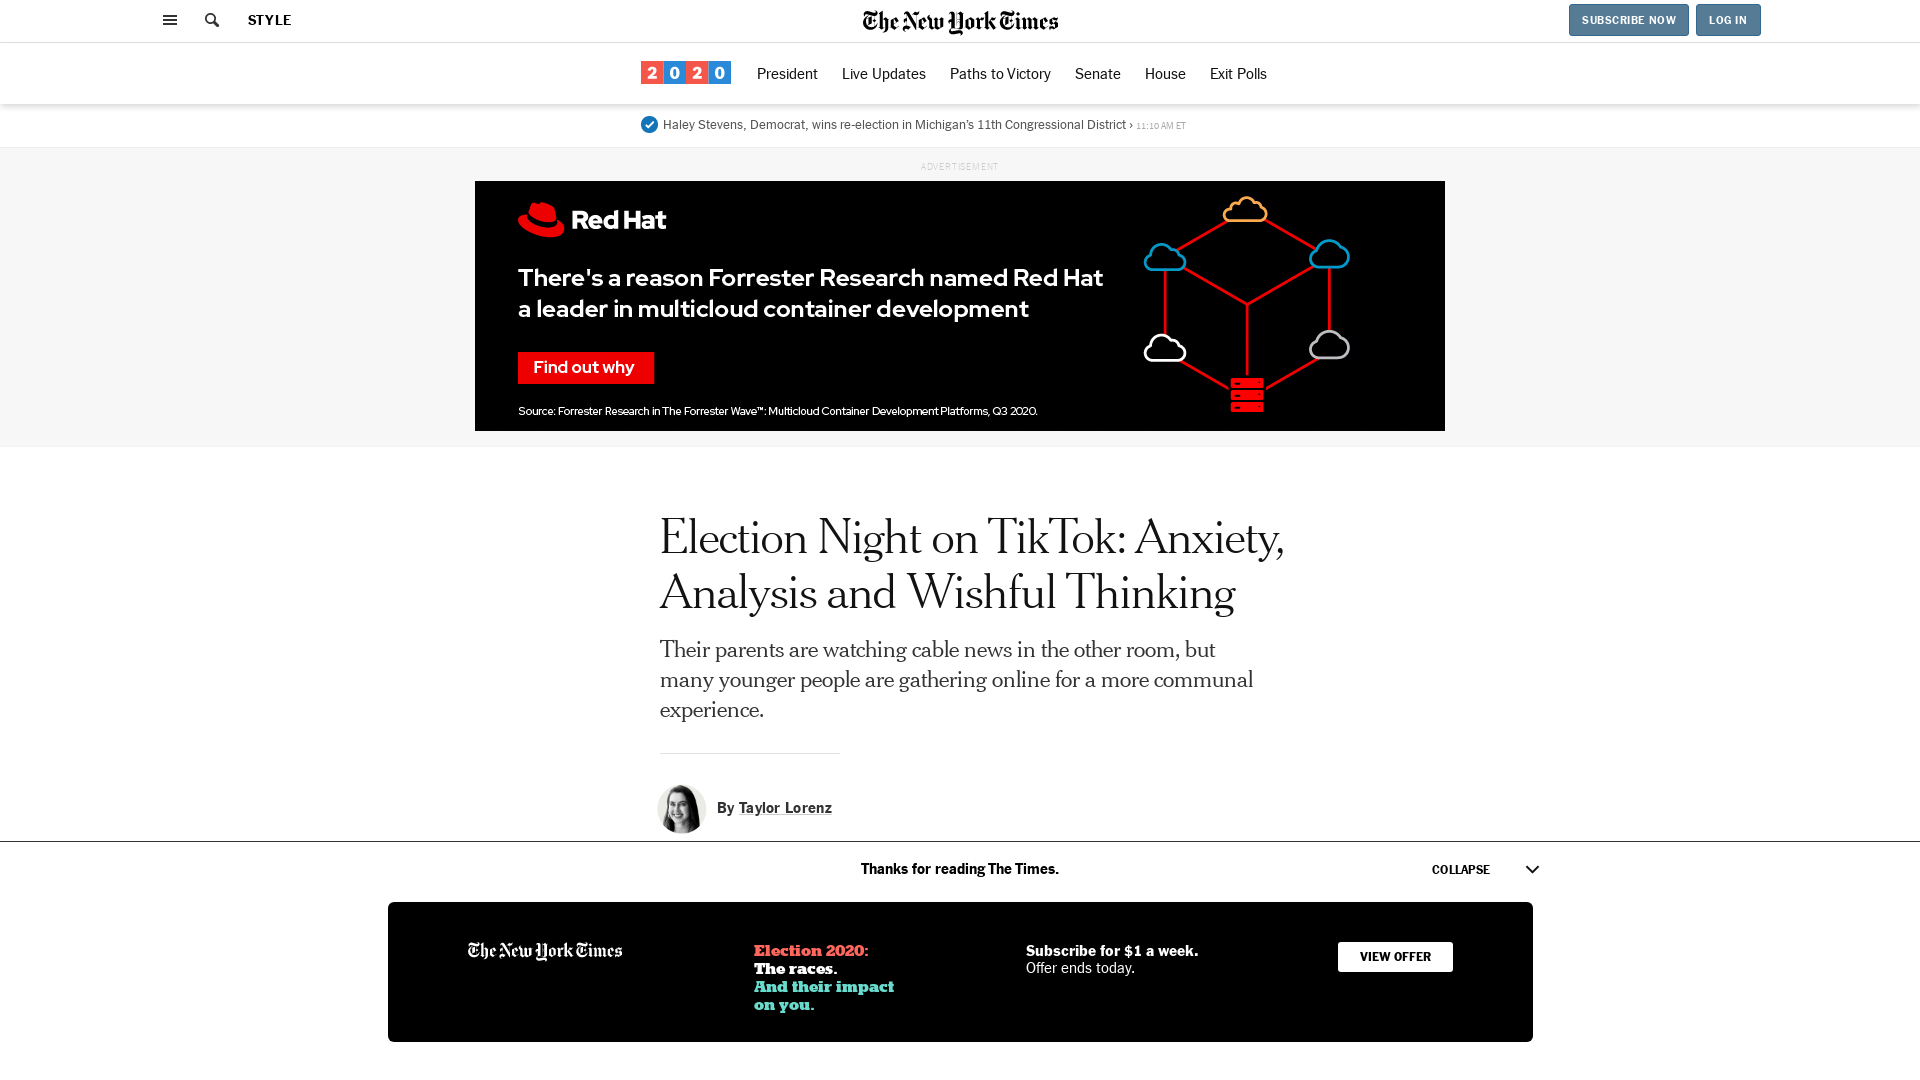 STYLE
The New York Times
SUBSCRIBE NOW
LOG IN
2020
President
Live Updates
Paths to Victory
Senate
House
Exit Polls
Haley Stevens, Democrat, wins re-election in Michigan’s 11th Congressional District › 11:10 AM ET
ADVERTISEMENT
Red Hat
There's a reason Forrester Research named Red Hat
a leader in multicloud container development
Find out why
Source: Forrester Research in The Forrester Wave™: Multicloud Container Development Platforms, Q3 2020.
Election Night on TikTok: Anxiety,
Analysis and Wishful Thinking
Their parents are watching cable news in the other room, but
many younger people are gathering online for a more communal
experience.
By Taylor Lorenz
Thanks for reading The Times.
COLLAPSE
The New York Times
Election 2020:
The races.
And their impact
on you.
Subscribe for $1 a week.
Offer ends today.
VIEW OFFER